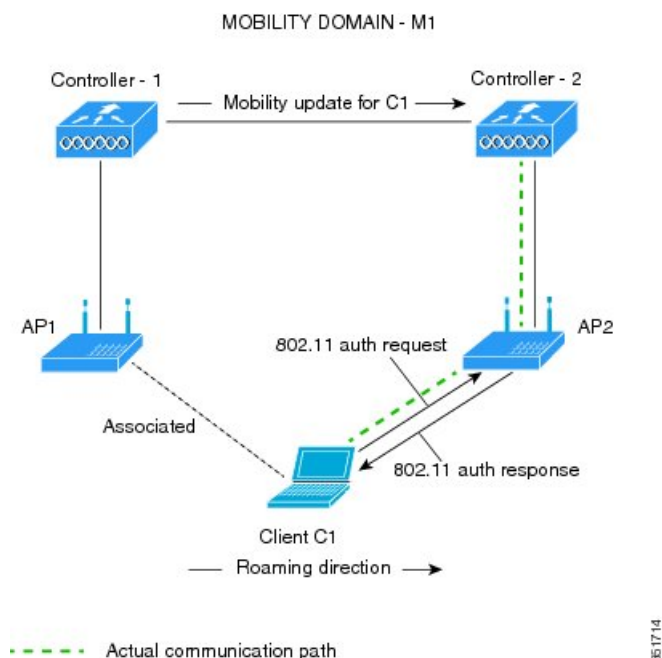 MOBILITY DOMAIN - M1
Controller - 1
Controller - 2
Mobility update for C1
AP1
AP2
802.11 auth request
Associated
802.11 auth response
Client C1
Roaming direction
Actual communication path